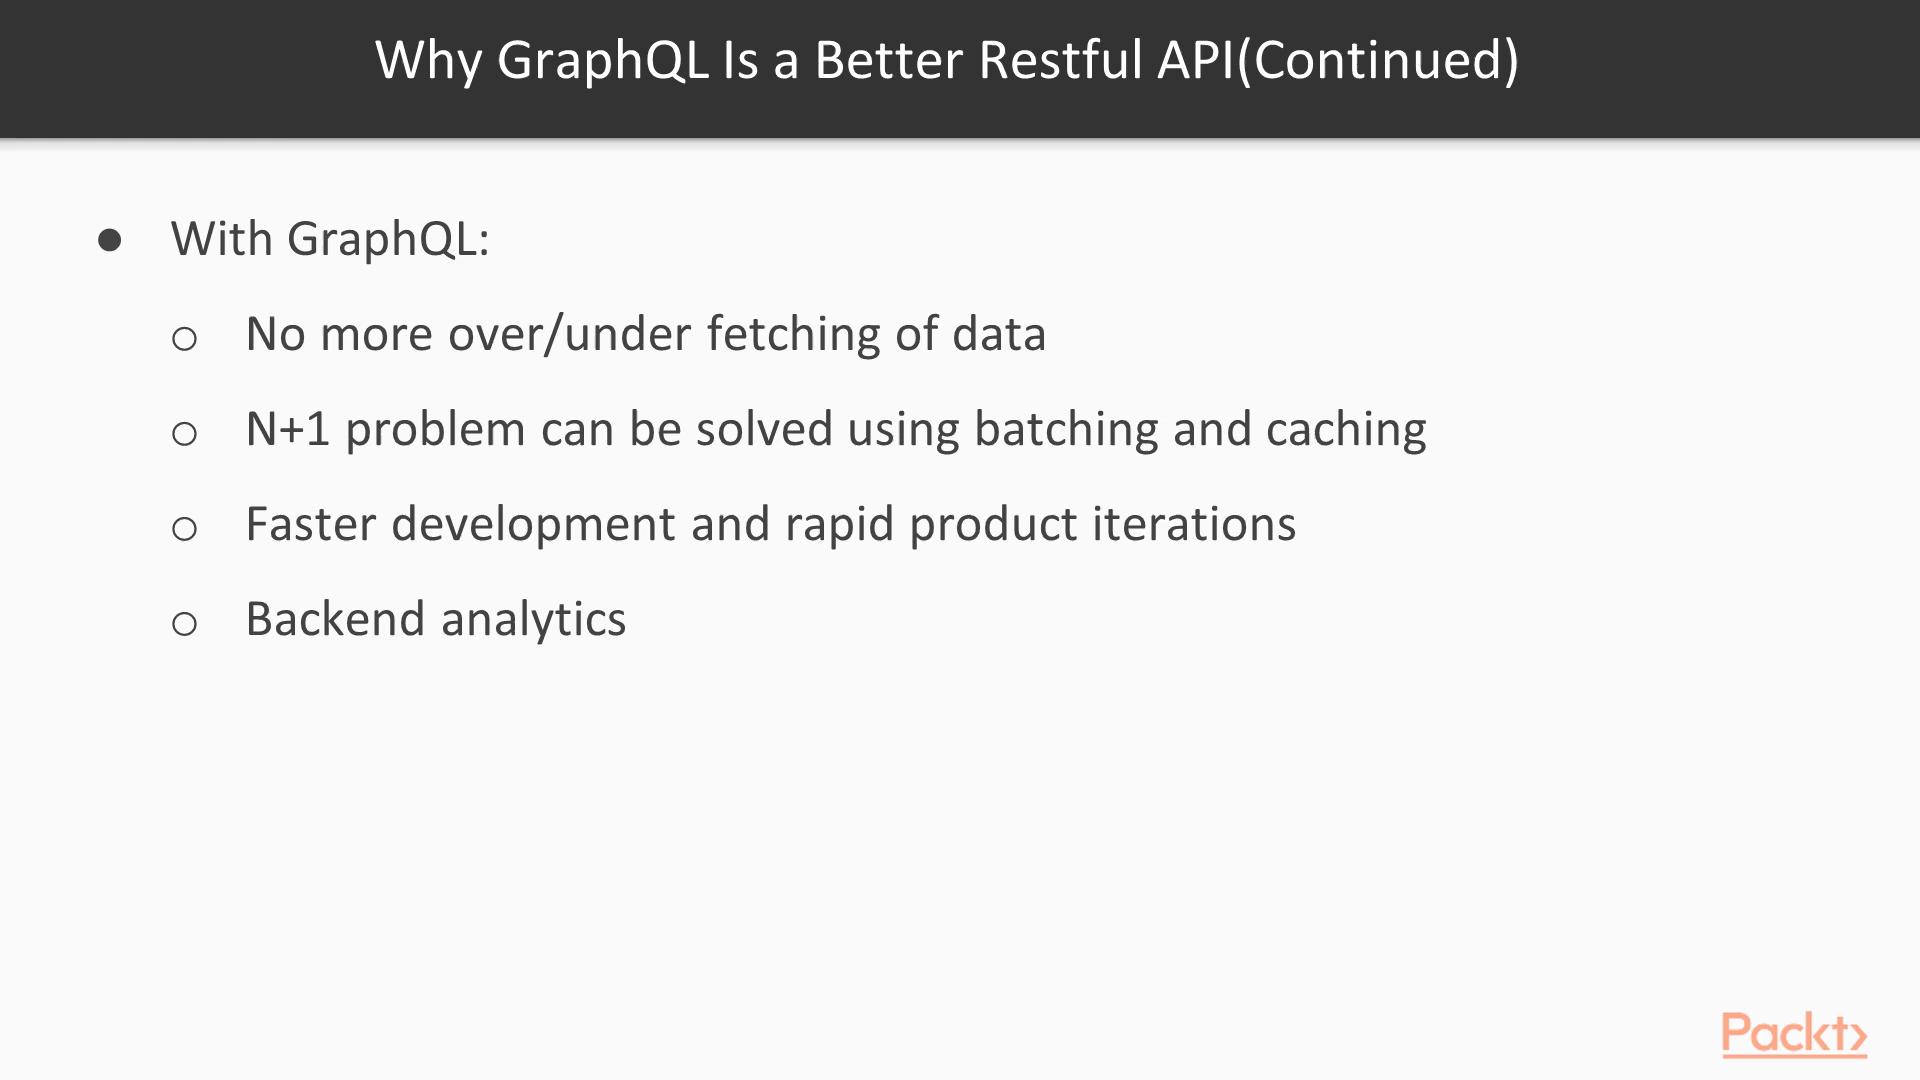 Why GraphQL Is a Better Restful API(Continued)
● With GraphQL:
○ No more over/under fetching of data
○ N+1 problem can be solved using batching and caching
○ Faster development and rapid product iterations
○ Backend analytics
Packt>